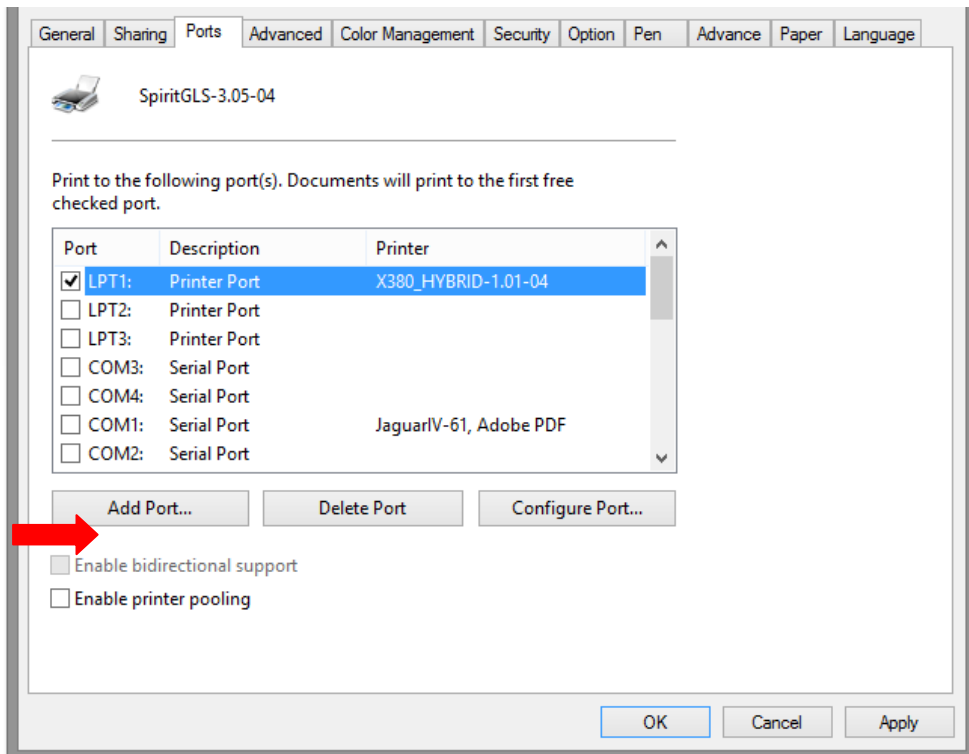 General Sharing Ports Advanced Color Management Security Option Pen Advance Paper Language
SpiritGLS-3.05-04
Print to the following port(s). Documents will print to the first free
checked port.
Port Description Printer
LPT1: Printer Port X380_HYBRID-1.01-04
LPT2: Printer Port
LPT3: Printer Port
COM3: Serial Port
COM4: Serial Port
COM1: Serial Port JaguarIV-61, Adobe PDF
COM2: Serial Port
Add Port... Delete Port Configure Port...
Enable bidirectional support
Enable printer pooling
OK Cancel Apply